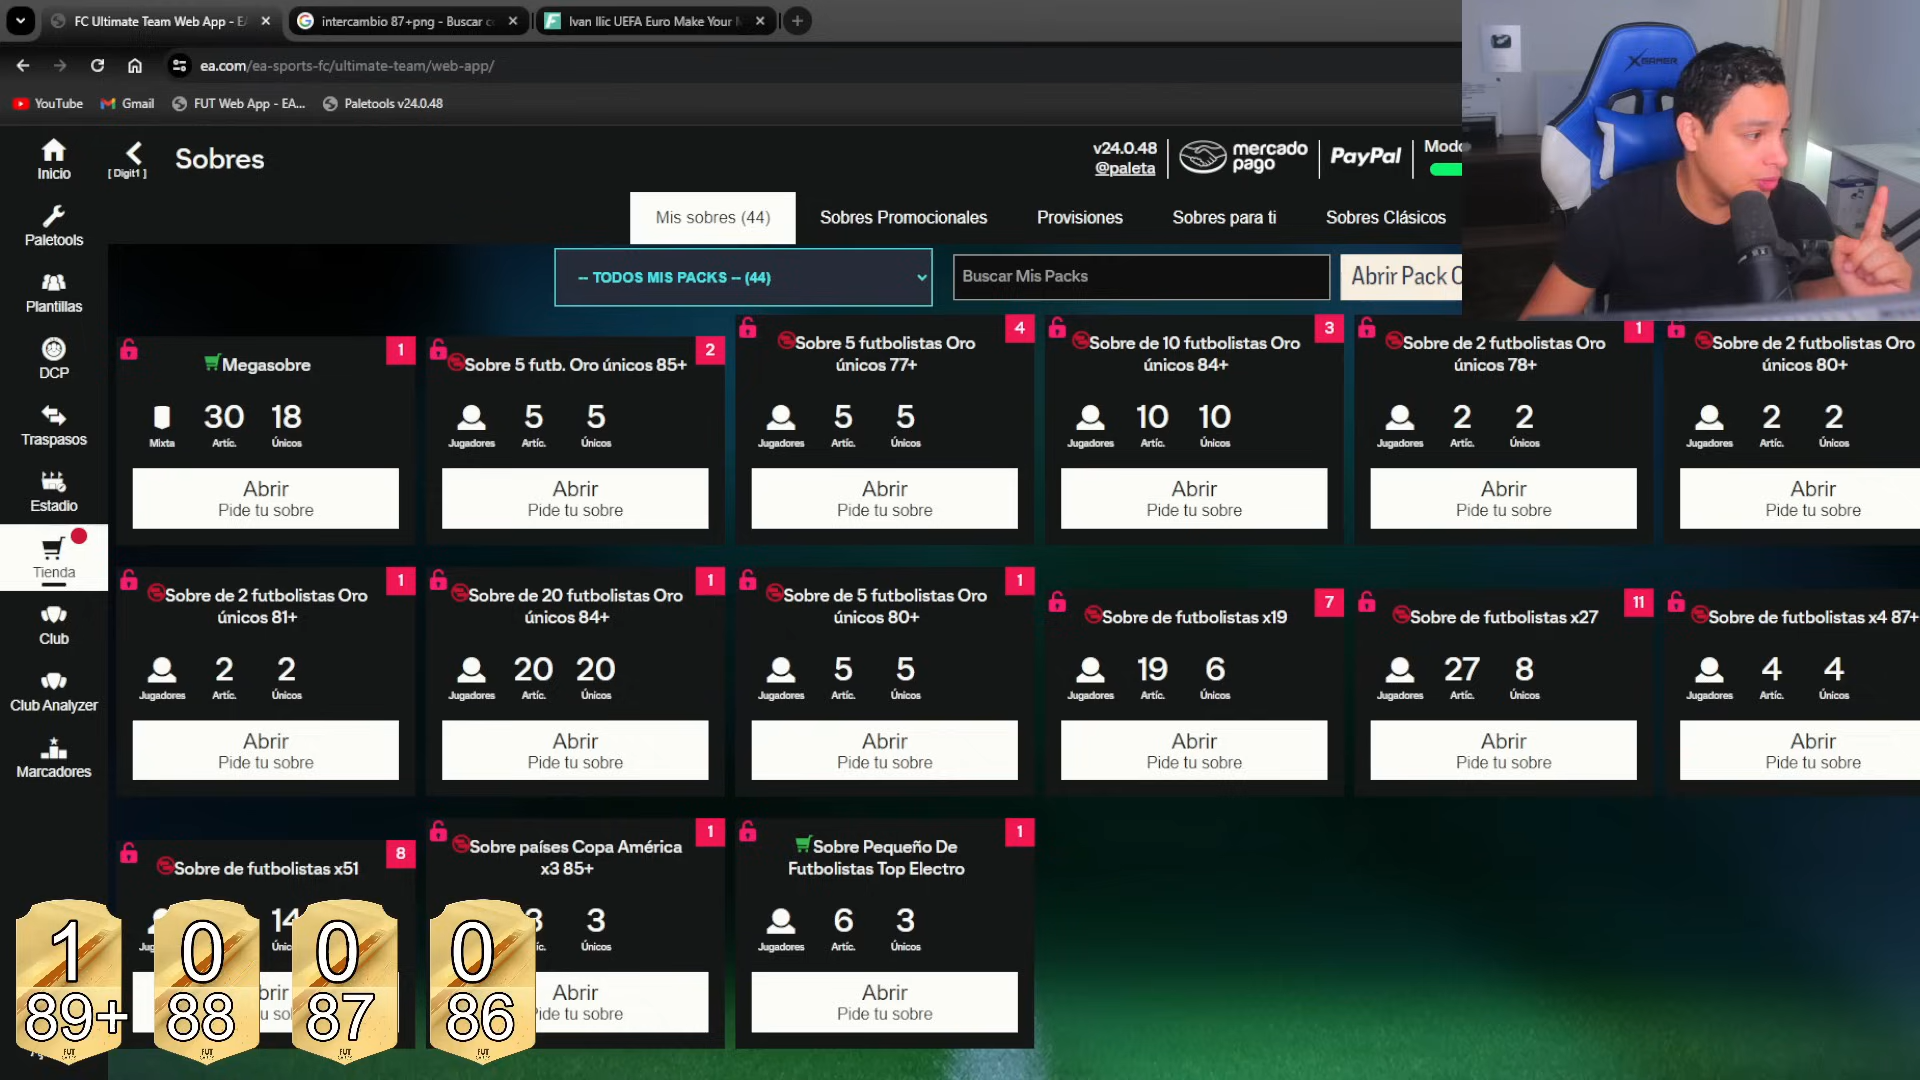 FC Ultimate Team Web App - EA
intercambio 87+png - Buscar c
Ivan Ilic UEFA Euro Make Your M
ea.com/ea-sports-fc/ultimate-team/web-app/
YouTube
Gmail
FUT Web App - EA...
Paletools v24.0.48
Inicio
[ Digit1 ]
Sobres
v24.0.48
@paleta
mercado
pago
PayPal
Modo
XGAMER
Paletools
Mis sobres (44)
Sobres Promocionales
Provisiones
Sobres para ti
Sobres Clásicos
-- TODOS MIS PACKS -- (44)
Buscar Mis Packs
Abrir Pack
Plantillas
DCP
Traspasos
Estadio
Tienda
Club
Club Analyzer
Marcadores
1
Megasobre
Mixta
30
Artíc.
18
Únicos
Abrir
Pide tu sobre
2
Sobre 5 futb. Oro únicos 85+
Jugadores
5
Artíc.
5
Únicos
Abrir
Pide tu sobre
4
Sobre 5 futbolistas Oro
únicos 77+
Jugadores
5
Artíc.
5
Únicos
Abrir
Pide tu sobre
3
Sobre de 10 futbolistas Oro
únicos 84+
Jugadores
10
Artíc.
10
Únicos
Abrir
Pide tu sobre
1
Sobre de 2 futbolistas Oro
únicos 78+
Jugadores
2
Artíc.
2
Únicos
Abrir
Pide tu sobre
Sobre de 2 futbolistas Oro
únicos 80+
Jugadores
2
Artíc.
2
Únicos
Abrir
Pide tu sobre
1
Sobre de 2 futbolistas Oro
únicos 81+
Jugadores
2
Artíc.
2
Únicos
Abrir
Pide tu sobre
1
Sobre de 20 futbolistas Oro
únicos 84+
Jugadores
20
Artíc.
20
Únicos
Abrir
Pide tu sobre
1
Sobre de 5 futbolistas Oro
únicos 80+
Jugadores
5
Artíc.
5
Únicos
Abrir
Pide tu sobre
7
Sobre de futbolistas x19
Jugadores
19
Artíc.
6
Únicos
Abrir
Pide tu sobre
11
Sobre de futbolistas x27
Jugadores
27
Artíc.
8
Únicos
Abrir
Pide tu sobre
Sobre de futbolistas x4 87+
Jugadores
4
Artíc.
4
Únicos
Abrir
Pide tu sobre
8
Sobre de futbolistas x51
14
1
Sobre países Copa América
x3 85+
3
3
Únicos
Abrir
Pide tu sobre
1
Sobre Pequeño De
Futbolistas Top Electro
Jugadores
6
Artíc.
3
Únicos
Abrir
Pide tu sobre
1
89+
FUT
0
88
FUT
0
87
FUT
0
86
FUT